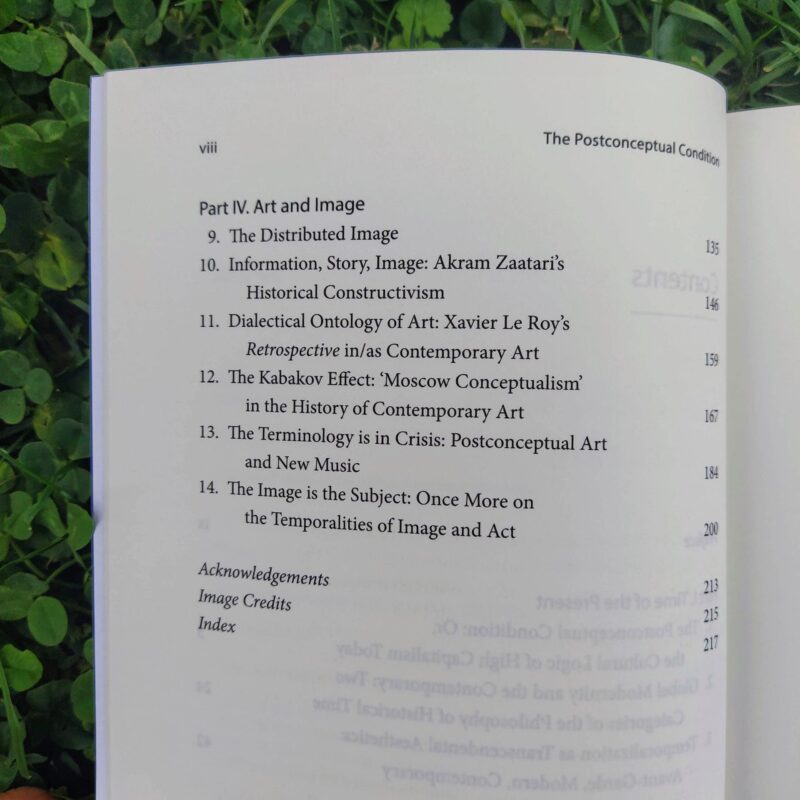 viii The Postconceptual Condition
Part IV. Art and Image
9. The Distributed Image 135
10. Information, Story, Image: Akram Zaatari’s
Historical Constructivism 146
11. Dialectical Ontology of Art: Xavier Le Roy’s
Retrospective in/as Contemporary Art 159
12. The Kabakov Effect: ‘Moscow Conceptualism’
in the History of Contemporary Art 167
13. The Terminology is in Crisis: Postconceptual Art
and New Music 184
14. The Image is the Subject: Once More on
the Temporalities of Image and Act 200
Acknowledgements 213
Image Credits 215
Index 217